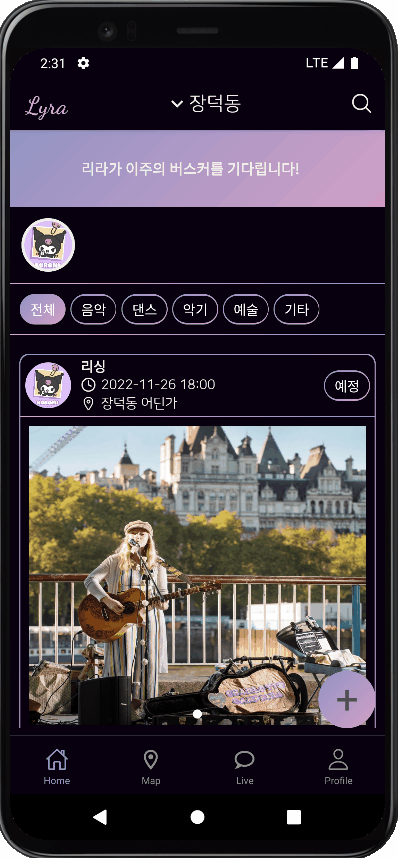 2:31
LTE
Lyra
장덕동
리라가 이주의 버스커를 기다립니다!
전체
음악
댄스
악기
예술
기타
리싱
2022-11-26 18:00
장덕동 어딘가
예정
Home
Map
Live
Profile